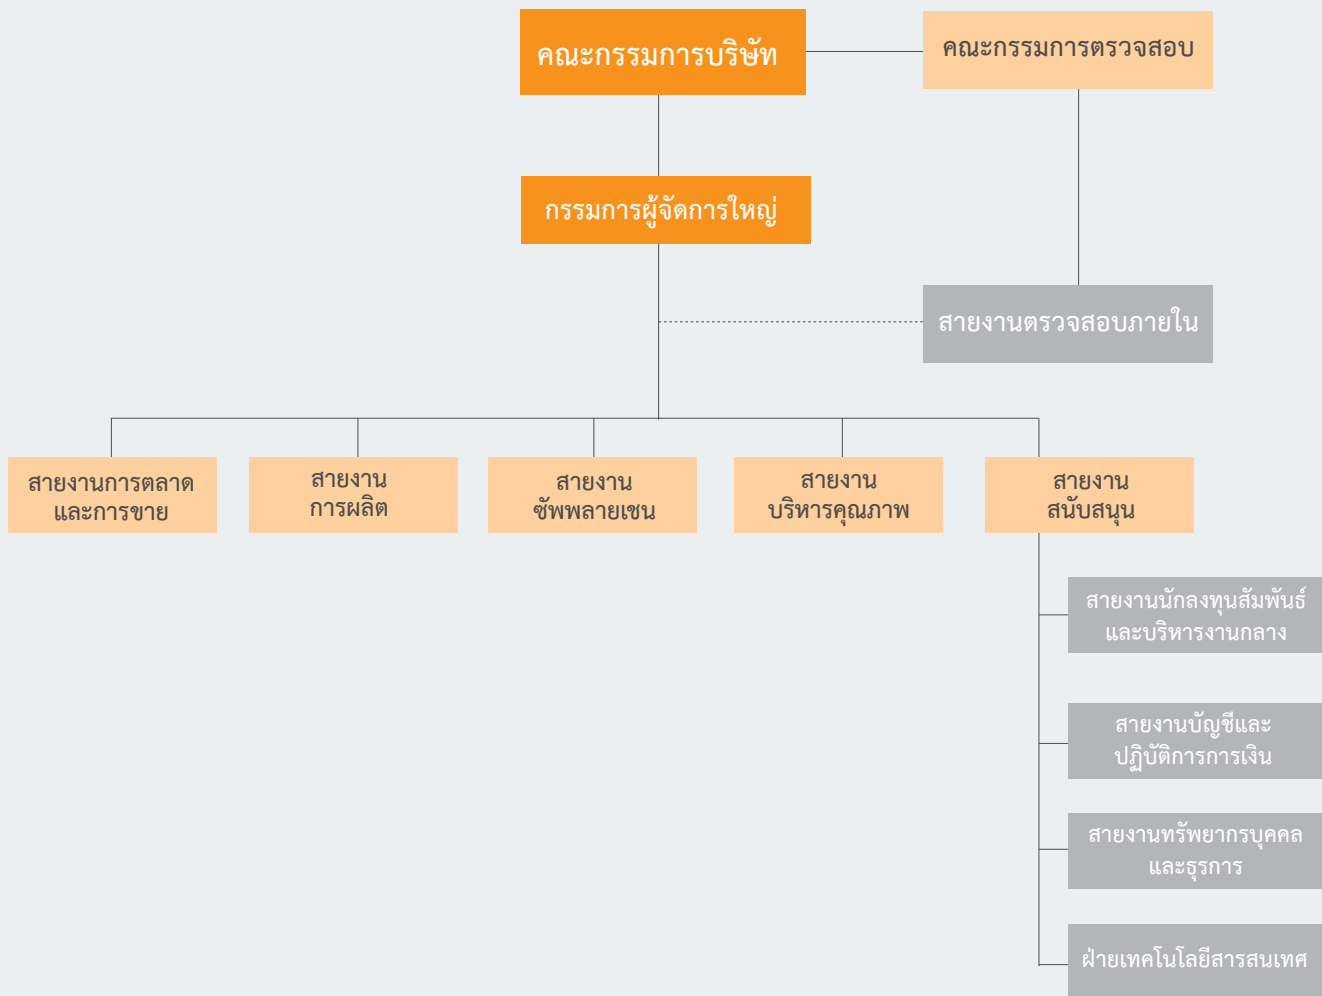 คณะกรรมการบริษัท
คณะกรรมการตรวจสอบ
กรรมการผู้จัดการใหญ่
สายงานตรวจสอบภายใน
สายงานการตลาด
และการขาย
สายงาน
การผลิต
สายงาน
ซัพพลายเชน
สายงาน
บริหารคุณภาพ
สายงาน
สนับสนุน
สายงานนักลงทุนสัมพันธ์
และบริหารงานกลาง
สายงานบัญชีและ
ปฏิบัติการการเงิน
สายงานทรัพยากรบุคคล
และธุรการ
ฝ่ายเทคโนโลยีสารสนเทศ